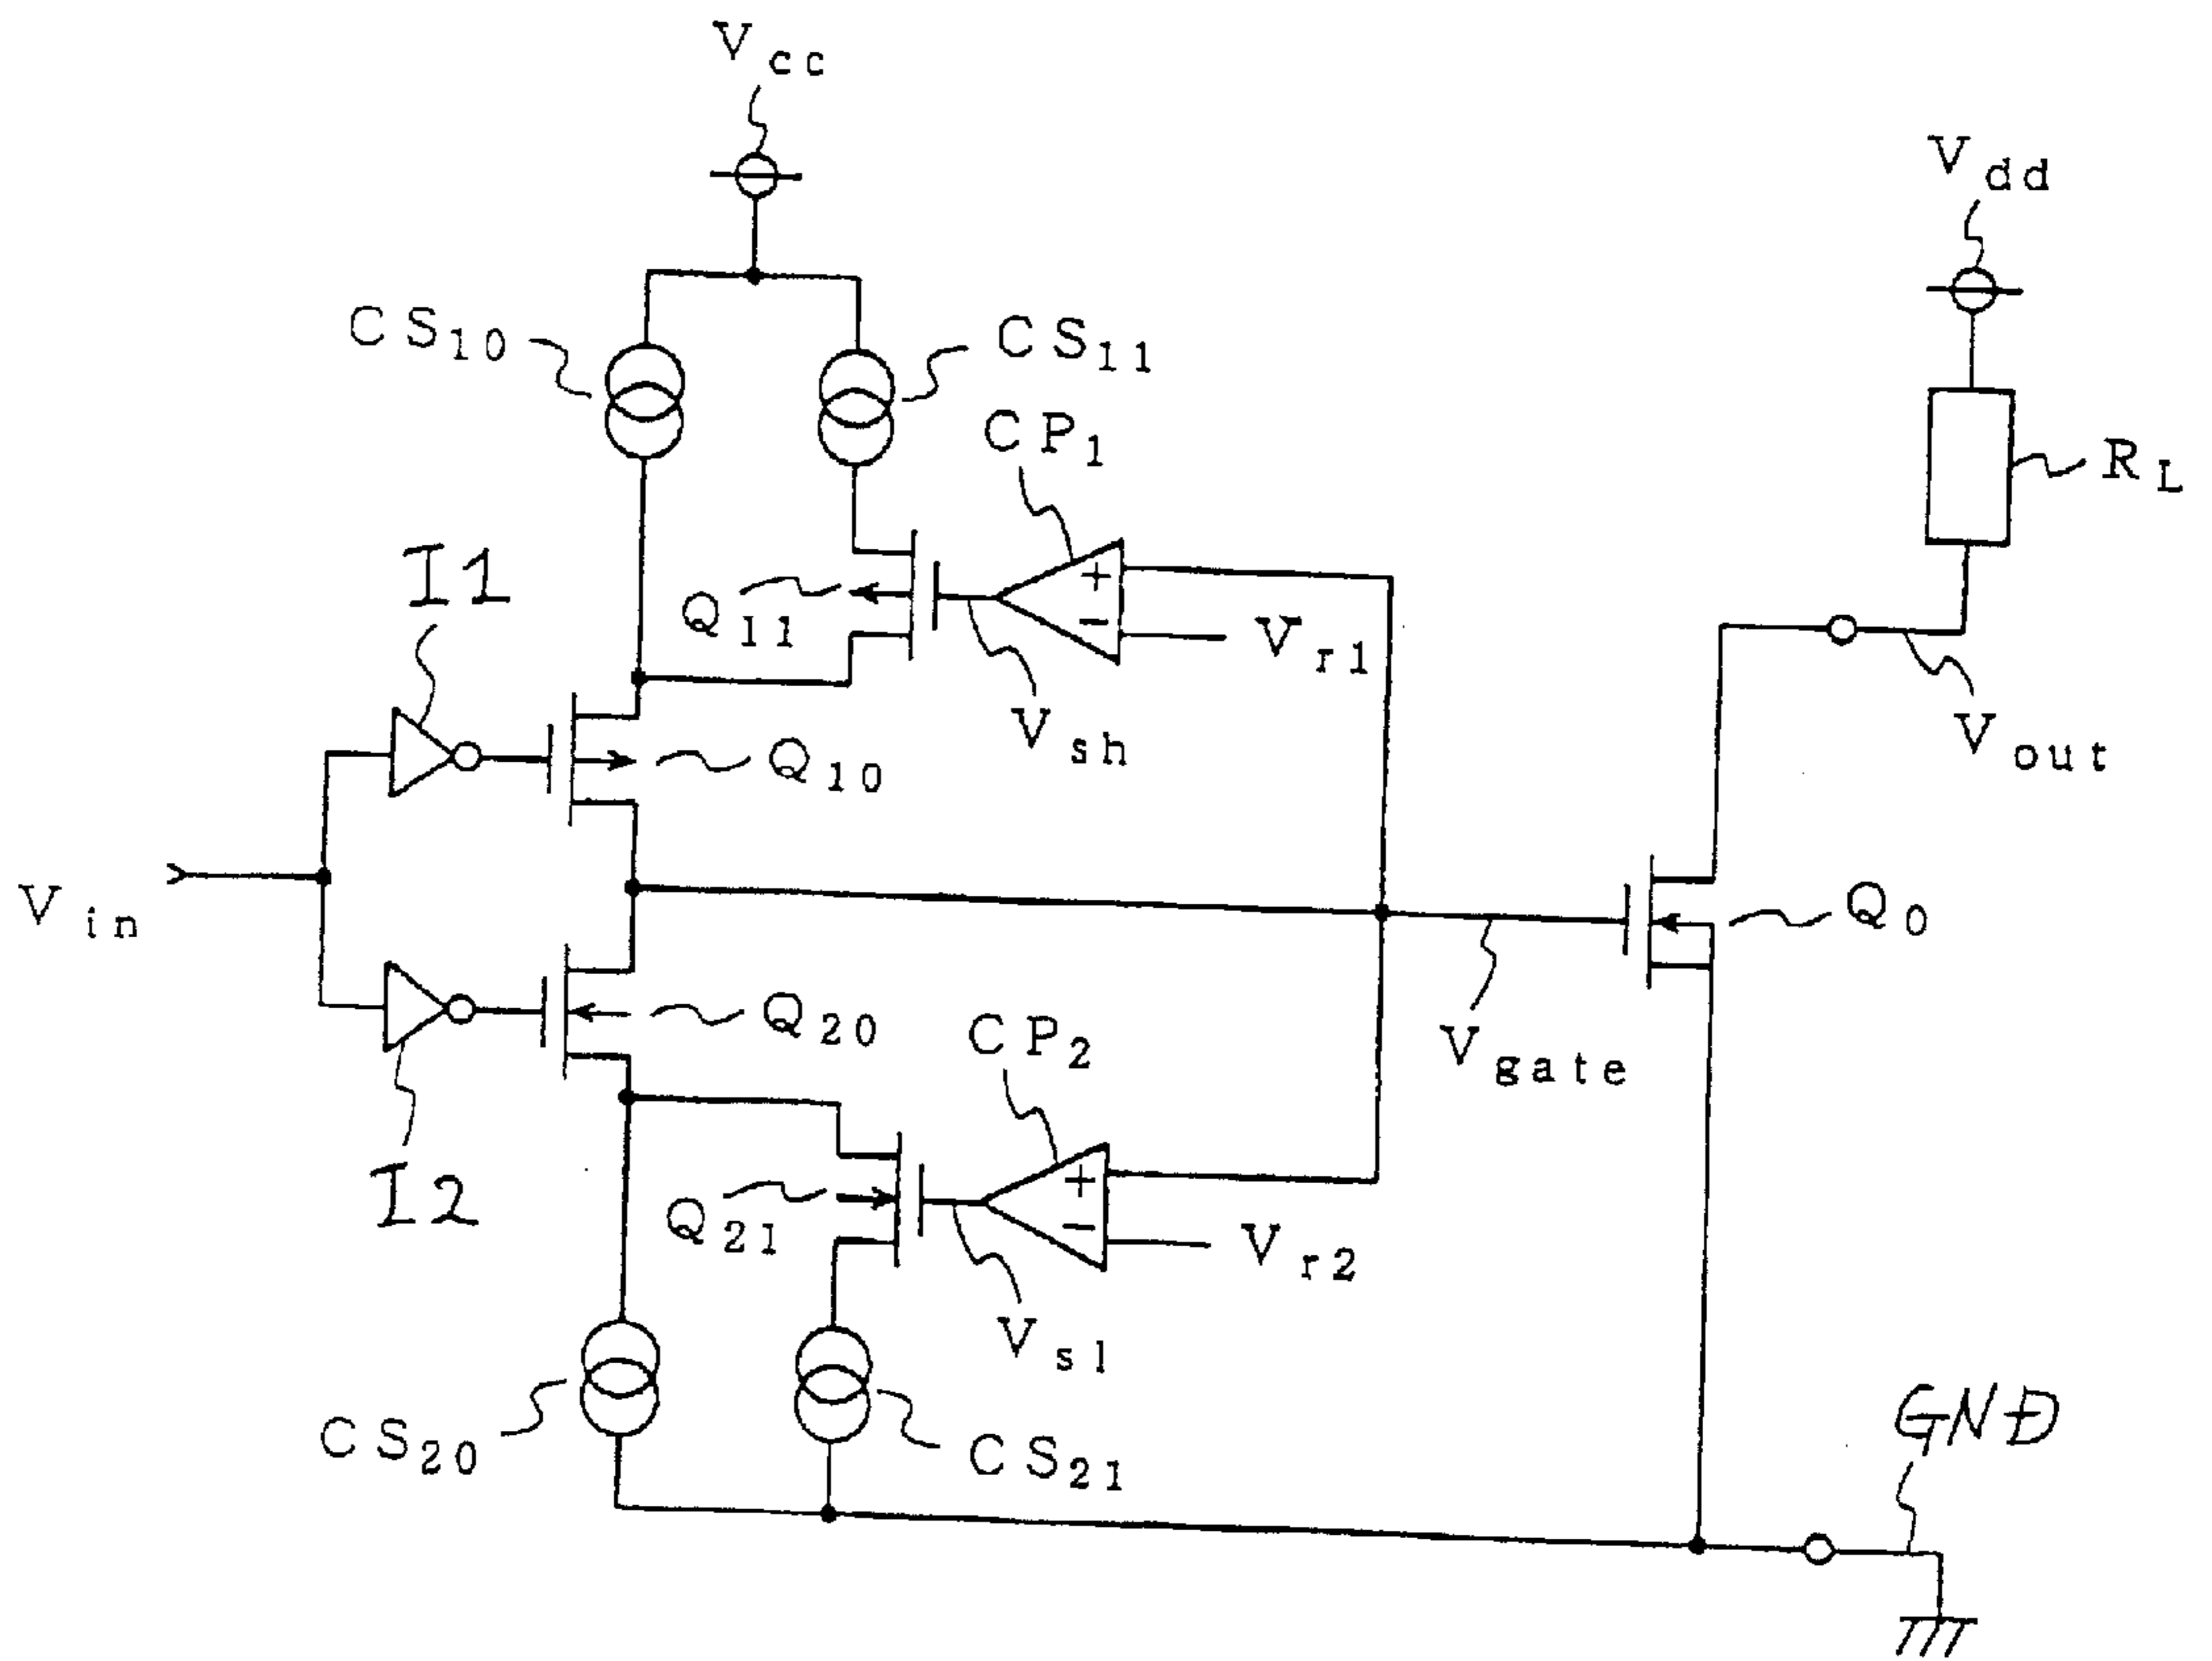 Vcc
Vdd
CS10
CS11
CP1
RL
I1
Q11
+
−
Vr1
Vsh
Vout
Q10
Vin
Q0
Q20
CP2
Vgate
I2
Q21
+
−
Vr2
Vsl
CS20
CS21
GND